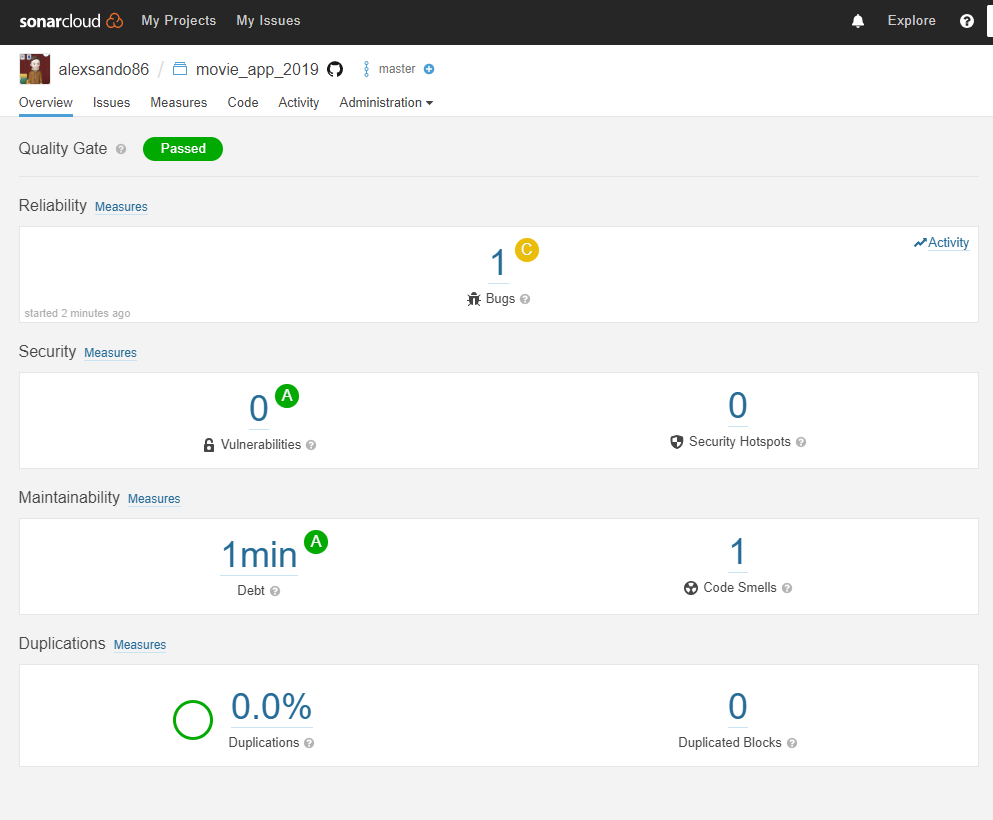 sonarcloud My Projects My Issues Explore
alexsando86 / movie_app_2019 master
Overview Issues Measures Code Activity Administration
Quality Gate Passed
Reliability Measures
Activity
1 C
Bugs
started 2 minutes ago
Security Measures
0 A 0
Vulnerabilities Security Hotspots
Maintainability Measures
1min A 1
Debt Code Smells
Duplications Measures
0.0% 0
Duplications Duplicated Blocks